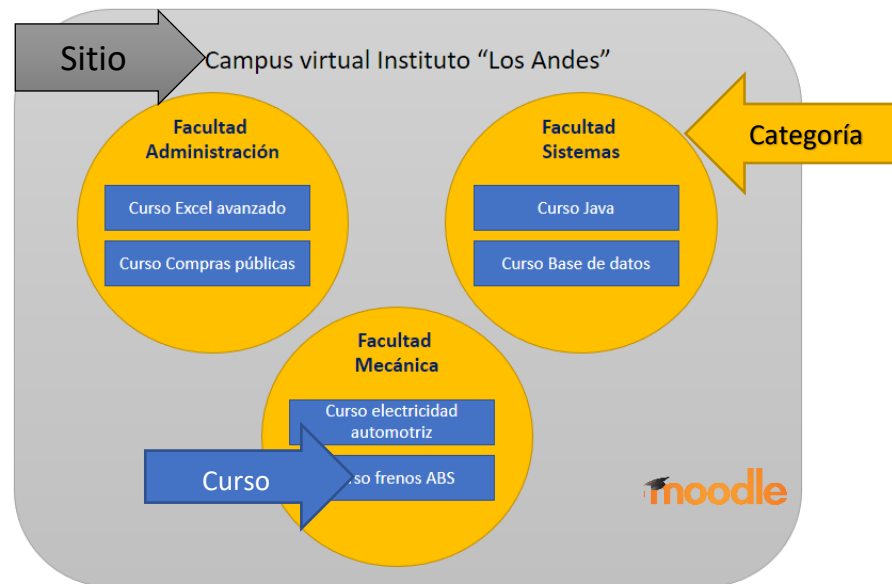 Sitio
Campus virtual Instituto “Los Andes”
Facultad
Administración
Curso Excel avanzado
Curso Compras públicas
Facultad
Sistemas
Curso Java
Curso Base de datos
Categoría
Facultad
Mecánica
Curso electricidad
automotriz
frenos ABS
Curso
moodle